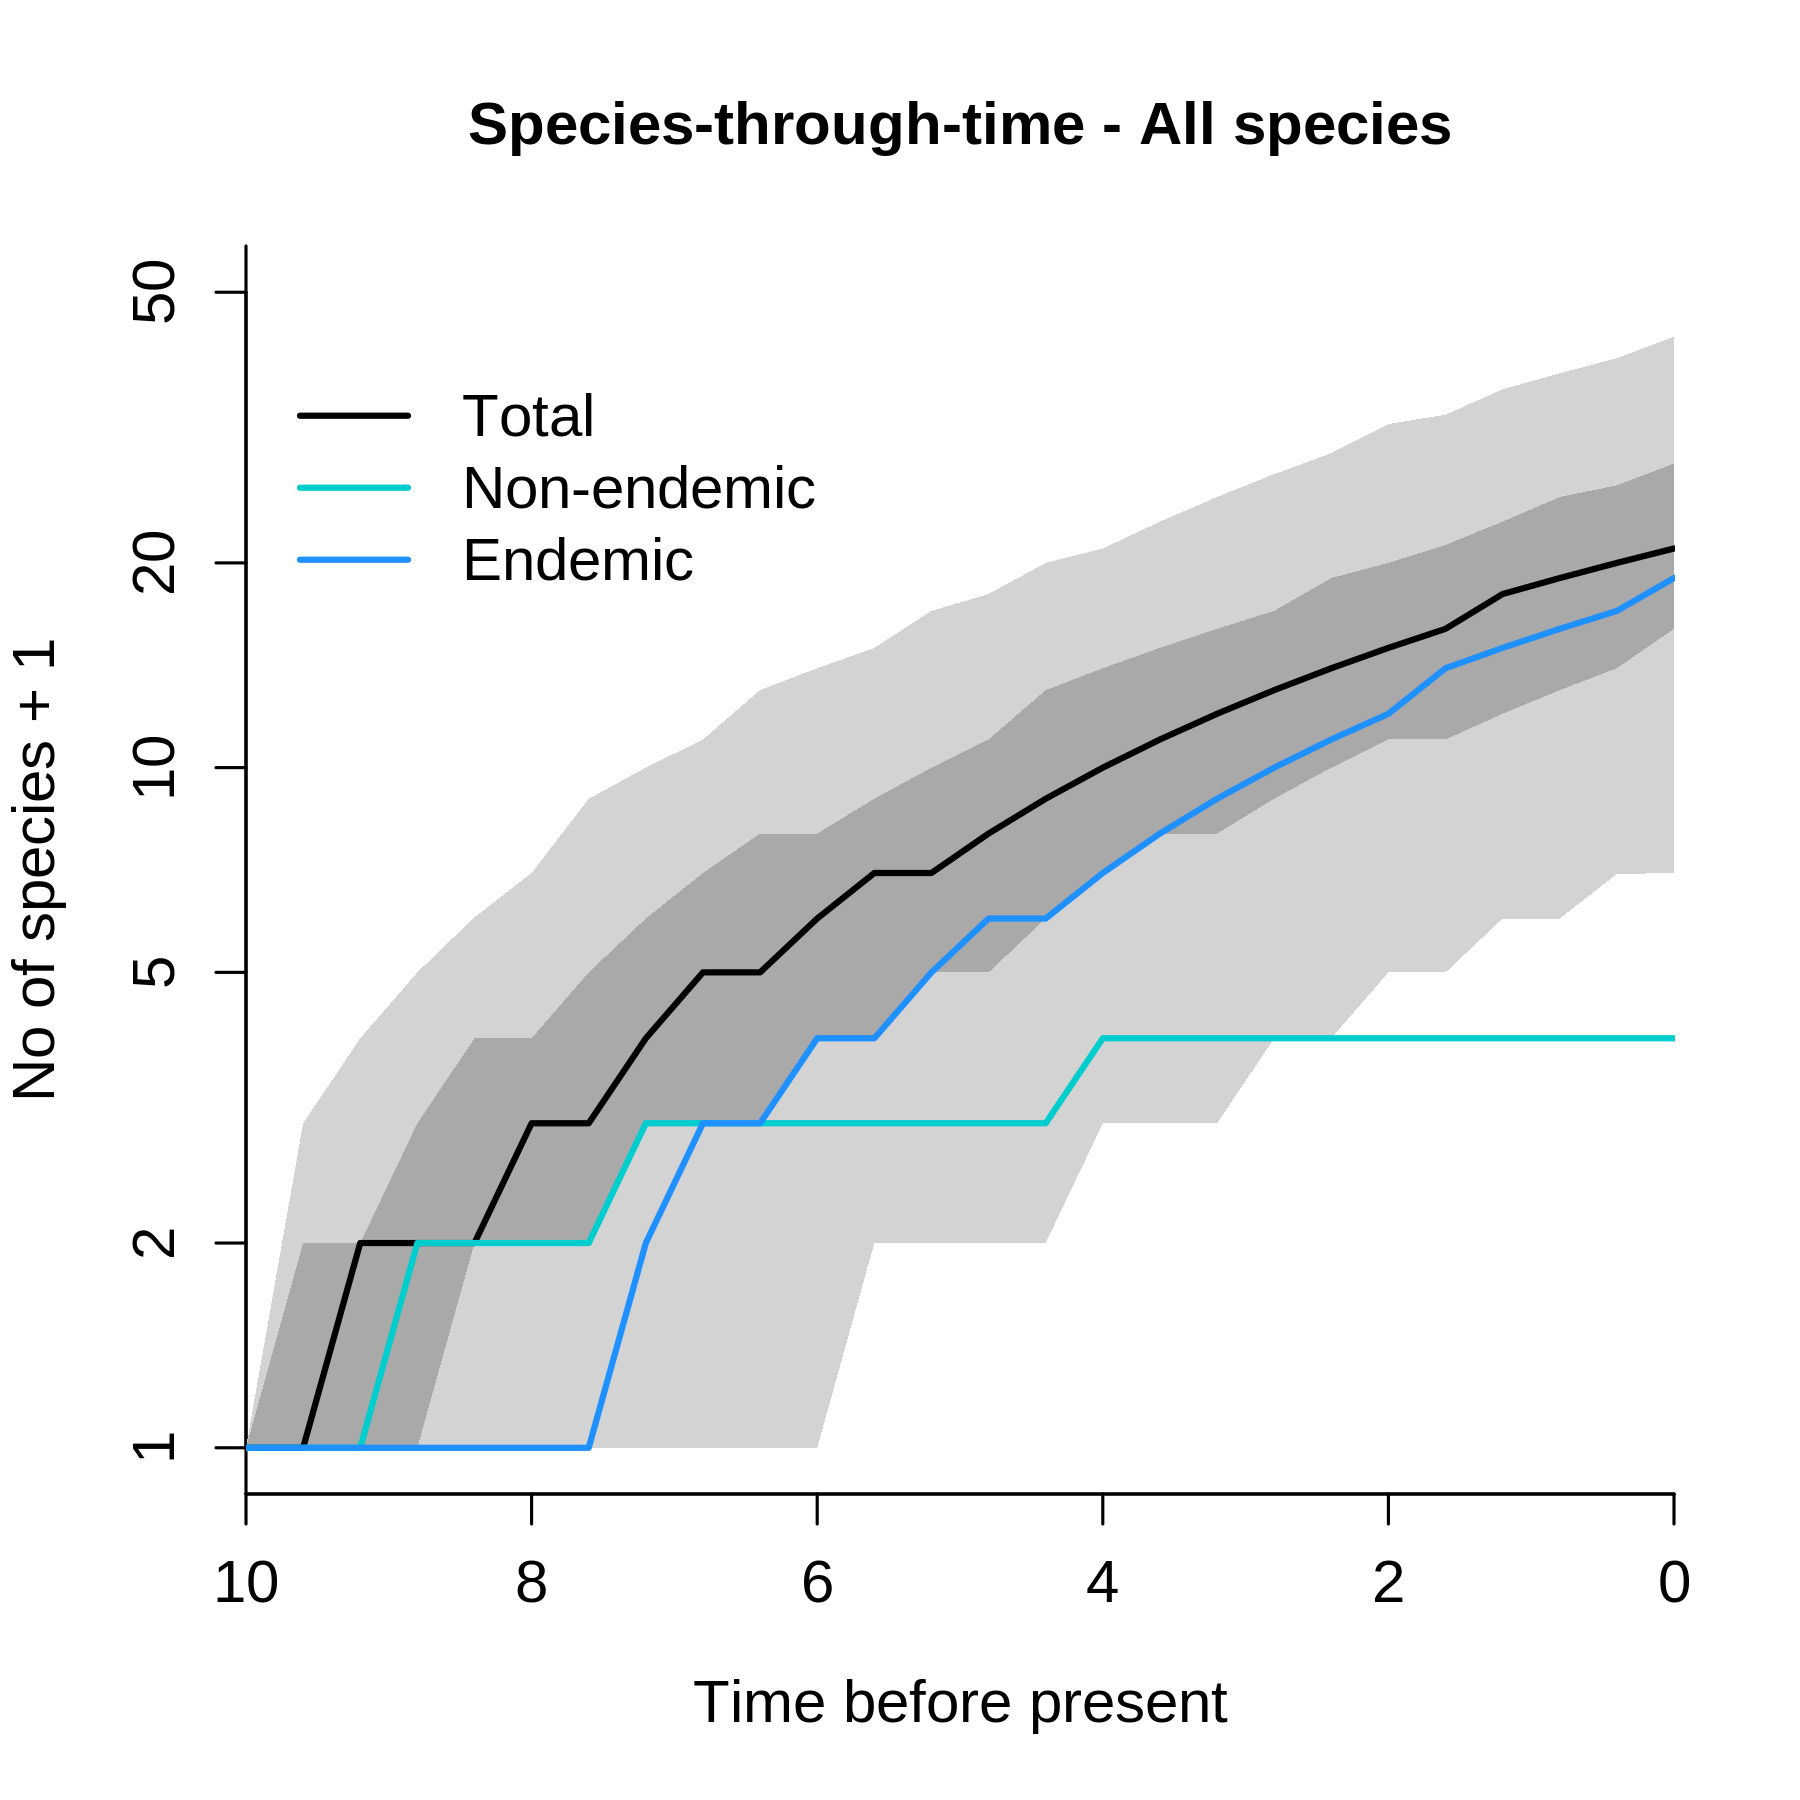 Species-through-time - All species
50
20
10
5
2
1
No of species + 1
Total
Non-endemic
Endemic
10 8 6 4 2 0
Time before present